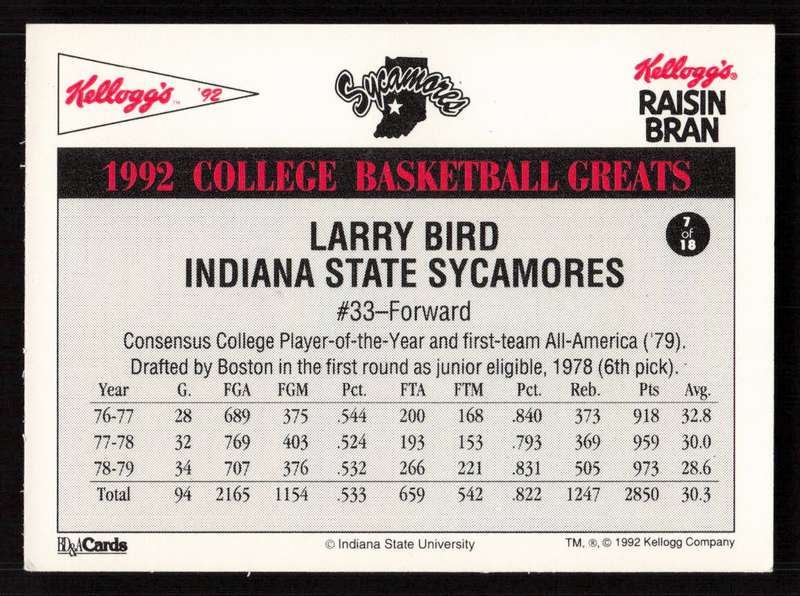 Kellogg's™ '92
Sycamores
Kellogg's®
RAISIN
BRAN
1992 COLLEGE BASKETBALL GREATS
LARRY BIRD
7
of
18
INDIANA STATE SYCAMORES
#33–Forward
Consensus College Player-of-the-Year and first-team All-America ('79).
Drafted by Boston in the first round as junior eligible, 1978 (6th pick).
Year G. FGA FGM Pct. FTA FTM Pct. Reb. Pts Avg.
76-77 28 689 375 .544 200 168 .840 373 918 32.8
77-78 32 769 403 .524 193 153 .793 369 959 30.0
78-79 34 707 376 .532 266 221 .831 505 973 28.6
Total 94 2165 1154 .533 659 542 .822 1247 2850 30.3
BD&A Cards
© Indiana State University
TM, ®, © 1992 Kellogg Company